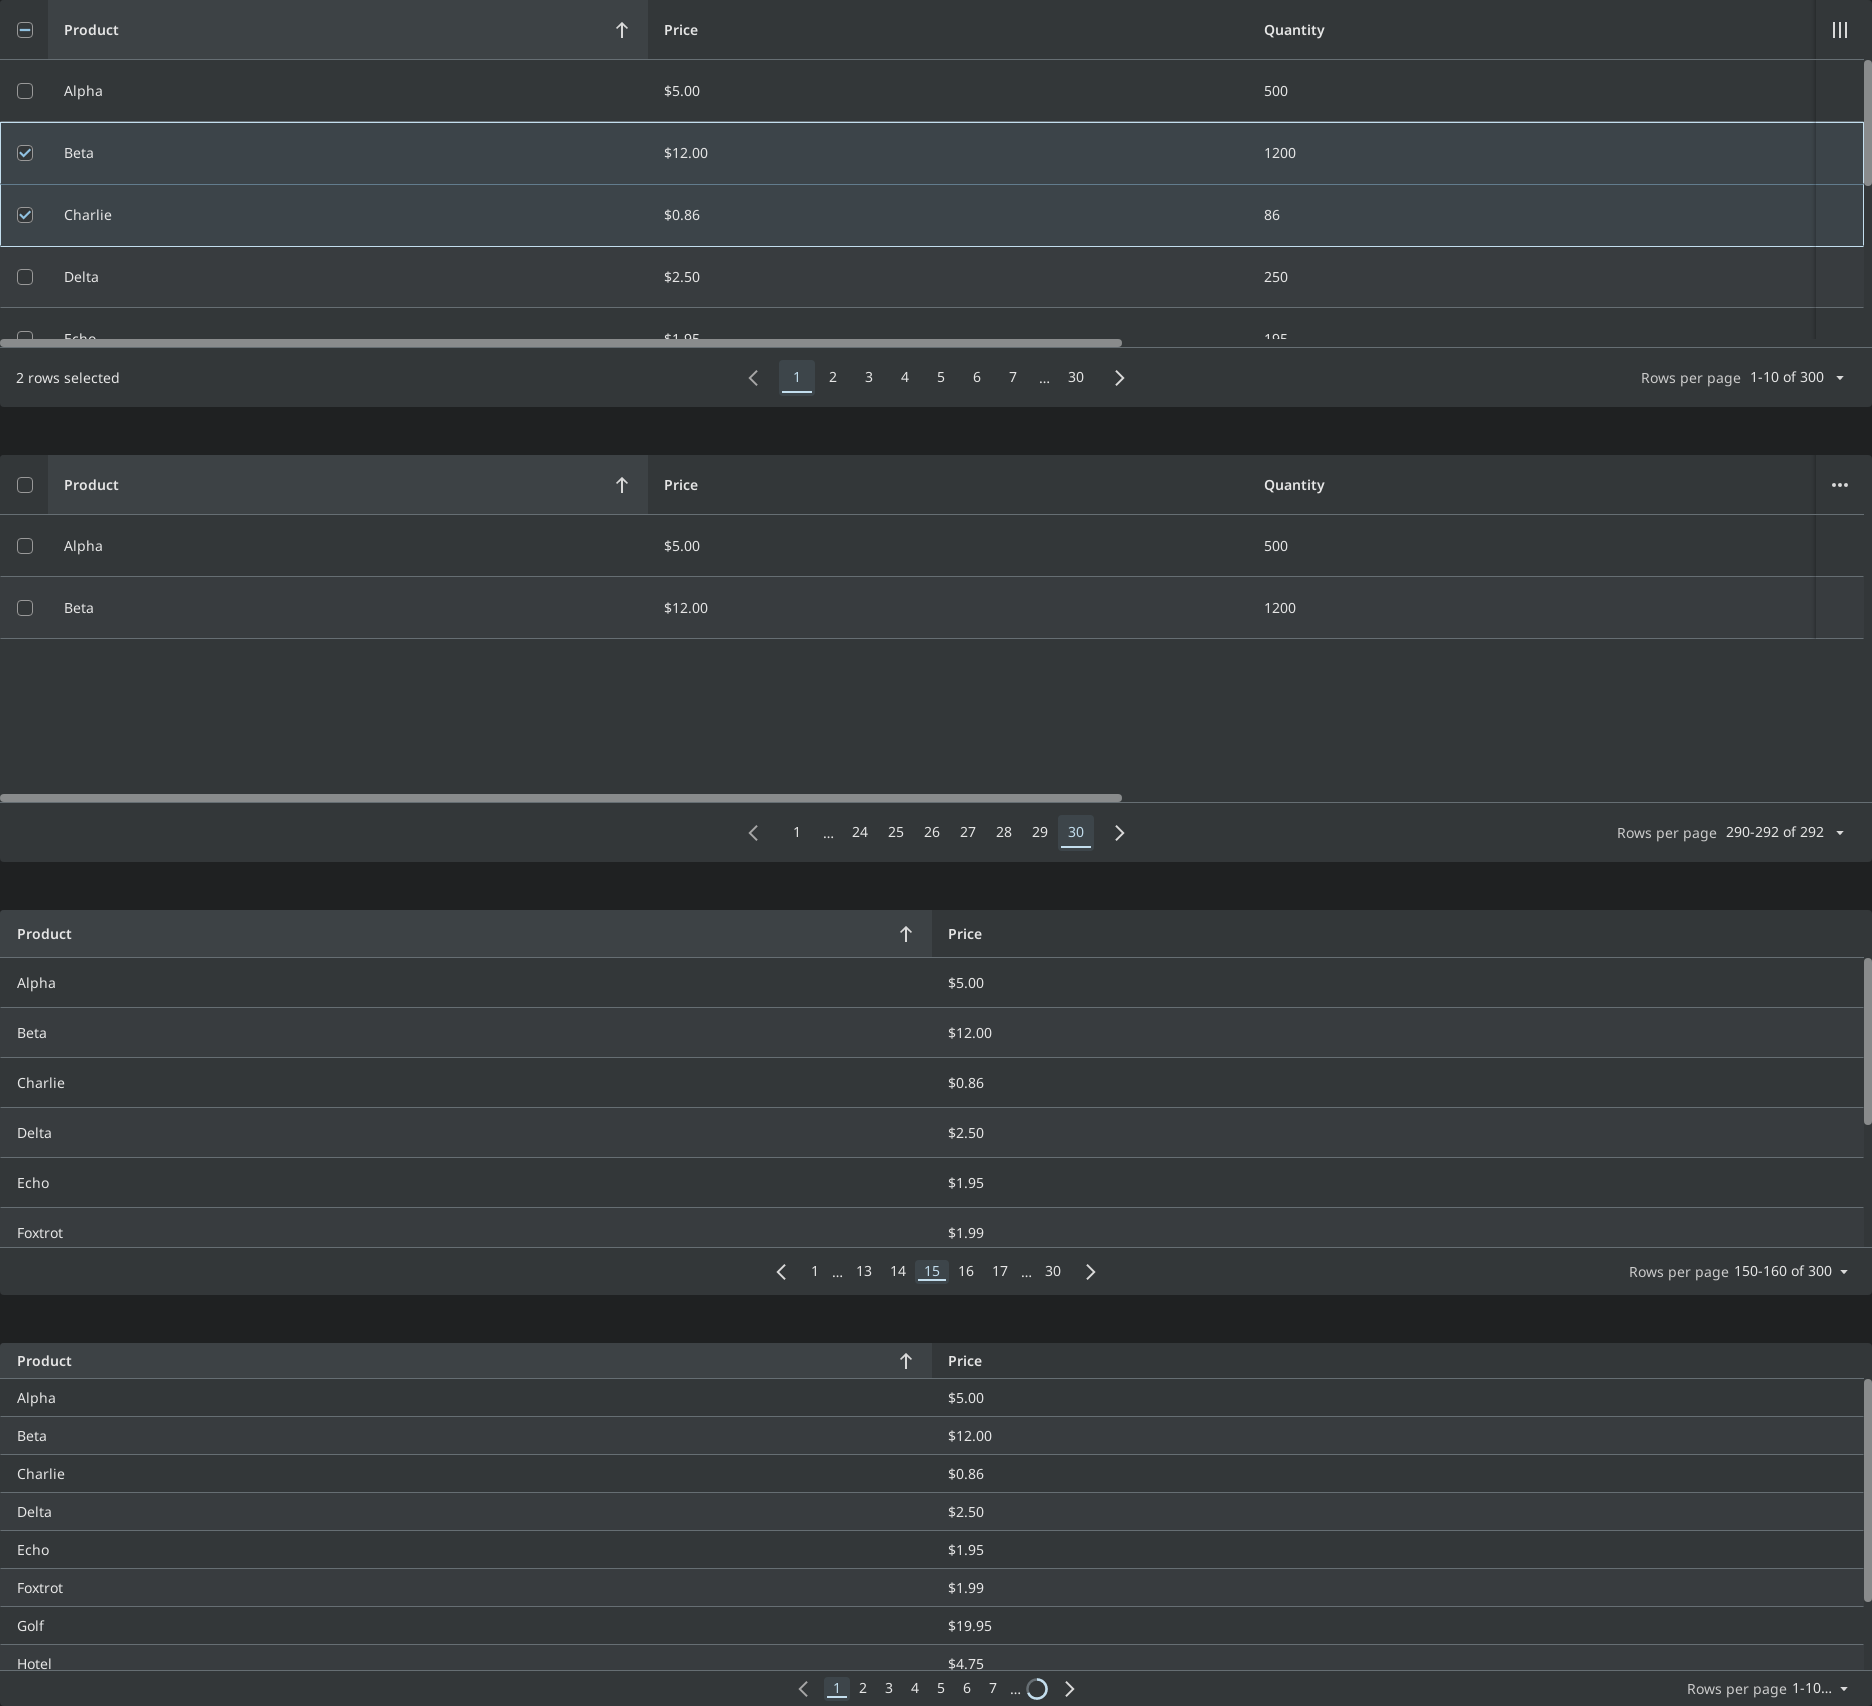 Product Price Quantity
Alpha $5.00 500
Beta $12.00 1200
Charlie $0.86 86
Delta $2.50 250
Echo $1.95 195
2 rows selected 1 2 3 4 5 6 7 ... 30 Rows per page 1-10 of 300
Product Price Quantity
Alpha $5.00 500
Beta $12.00 1200
1 ... 24 25 26 27 28 29 30 Rows per page 290-292 of 292
Product Price
Alpha $5.00
Beta $12.00
Charlie $0.86
Delta $2.50
Echo $1.95
Foxtrot $1.99
1 ... 13 14 15 16 17 ... 30 Rows per page 150-160 of 300
Product Price
Alpha $5.00
Beta $12.00
Charlie $0.86
Delta $2.50
Echo $1.95
Foxtrot $1.99
Golf $19.95
Hotel $4.75
1 2 3 4 5 6 7 ... Rows per page 1-10...